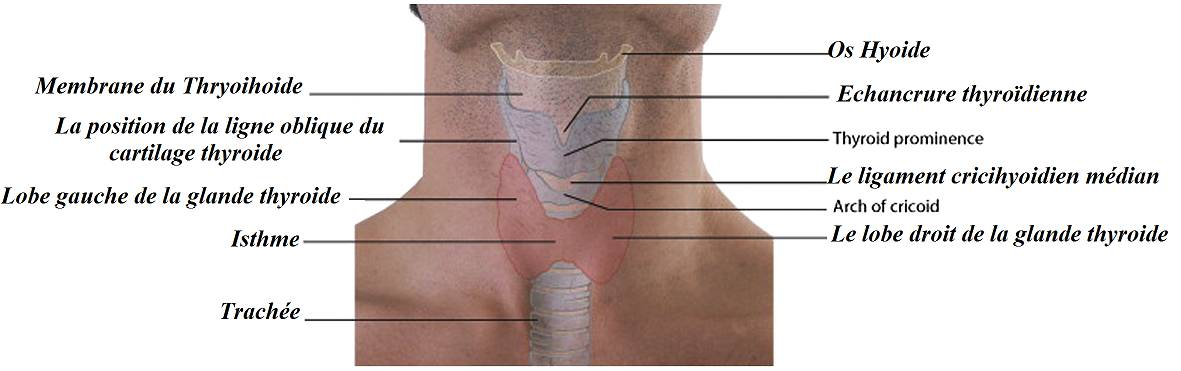 Os Hyoide
Membrane du Thryoihoide
Echancrure thyroïdienne
La position de la ligne oblique du
cartilage thyroide
Thyroid prominence
Le ligament cricihyoidien médian
Lobe gauche de la glande thyroide
Arch of cricoid
Isthme
Le lobe droit de la glande thyroide
Trachée